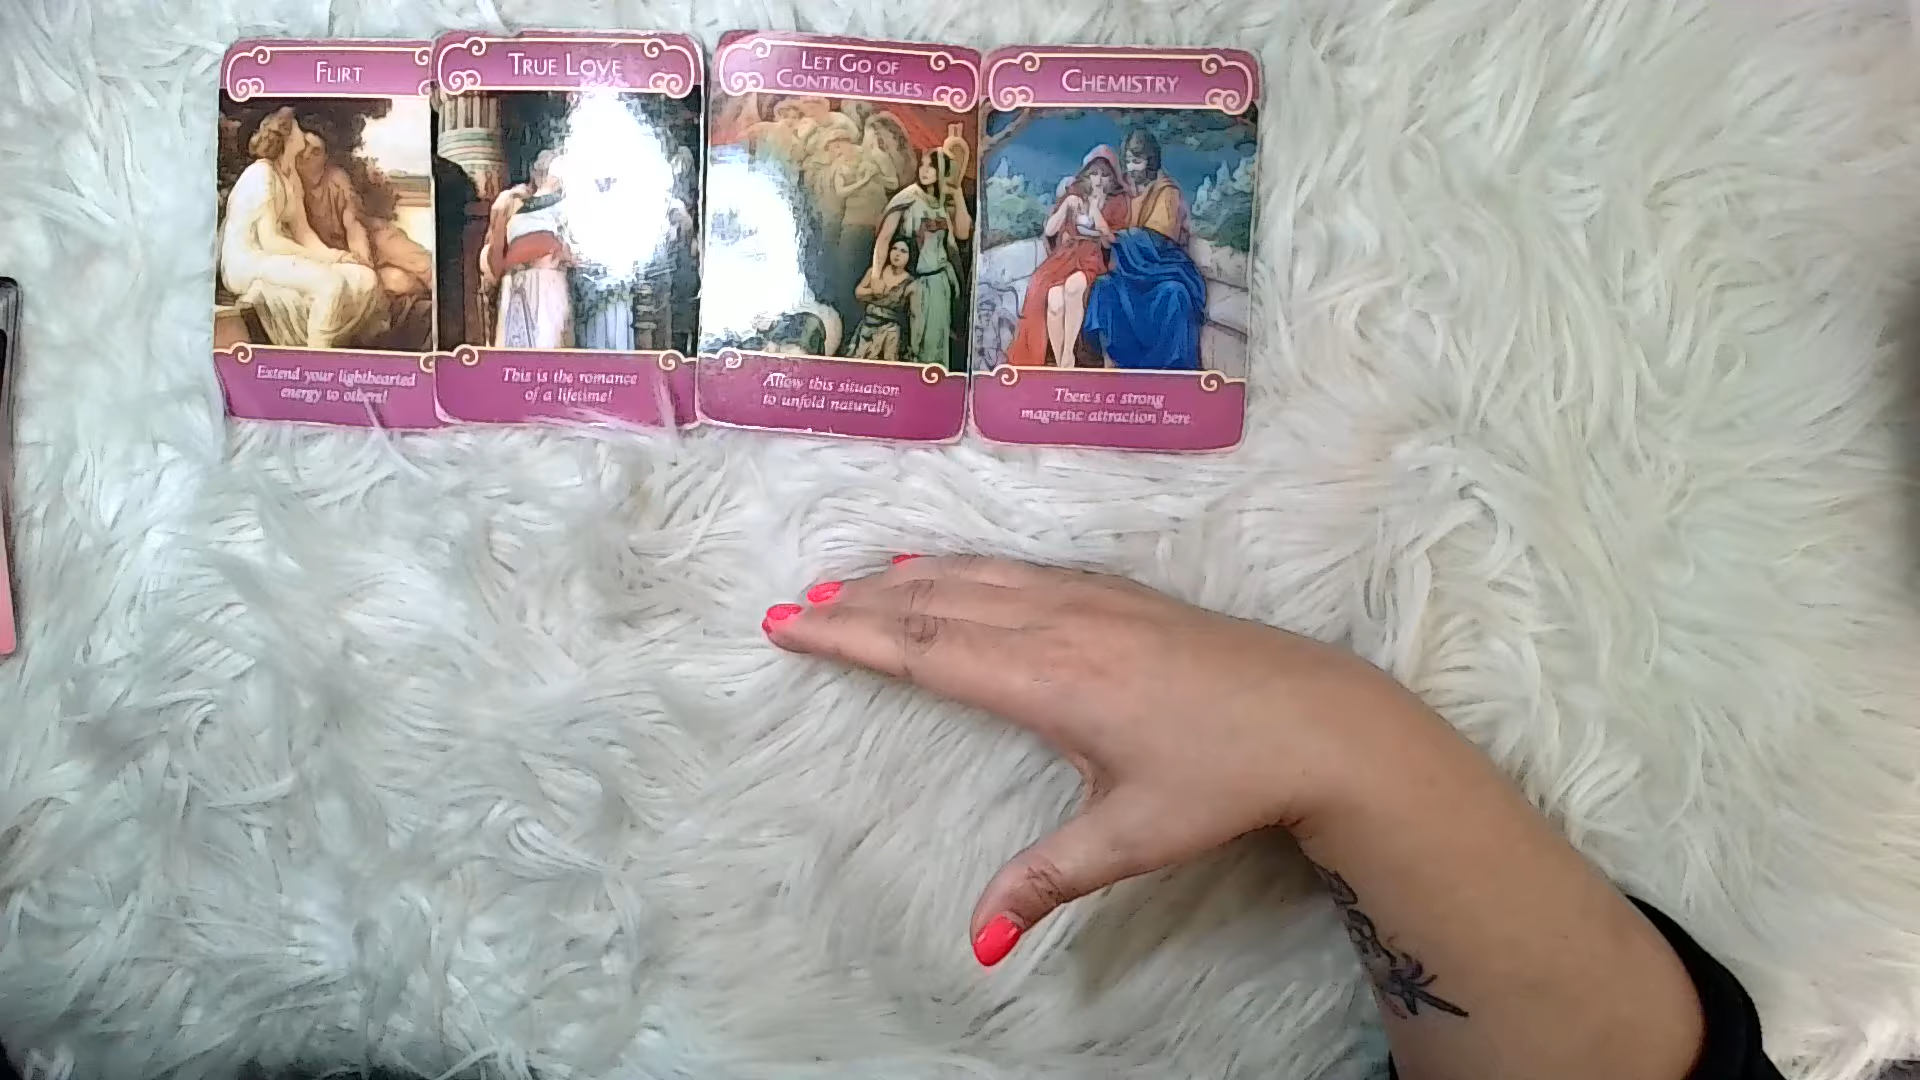 FLIRT
Extend your lighthearted
energy to others!
TRUE LOVE
This is the romance
of a lifetime!
LET GO OF
CONTROL ISSUES
Allow this situation
to unfold naturally.
CHEMISTRY
There's a strong
magnetic attraction here.